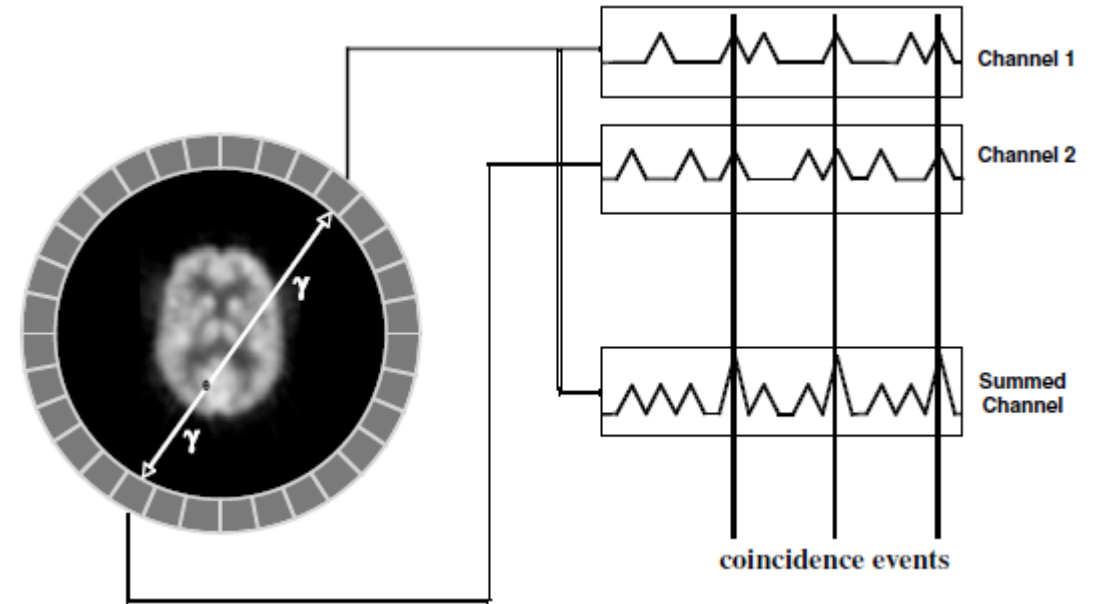 Channel 1
Channel 2
γ
γ
Summed
Channel
coincidence events